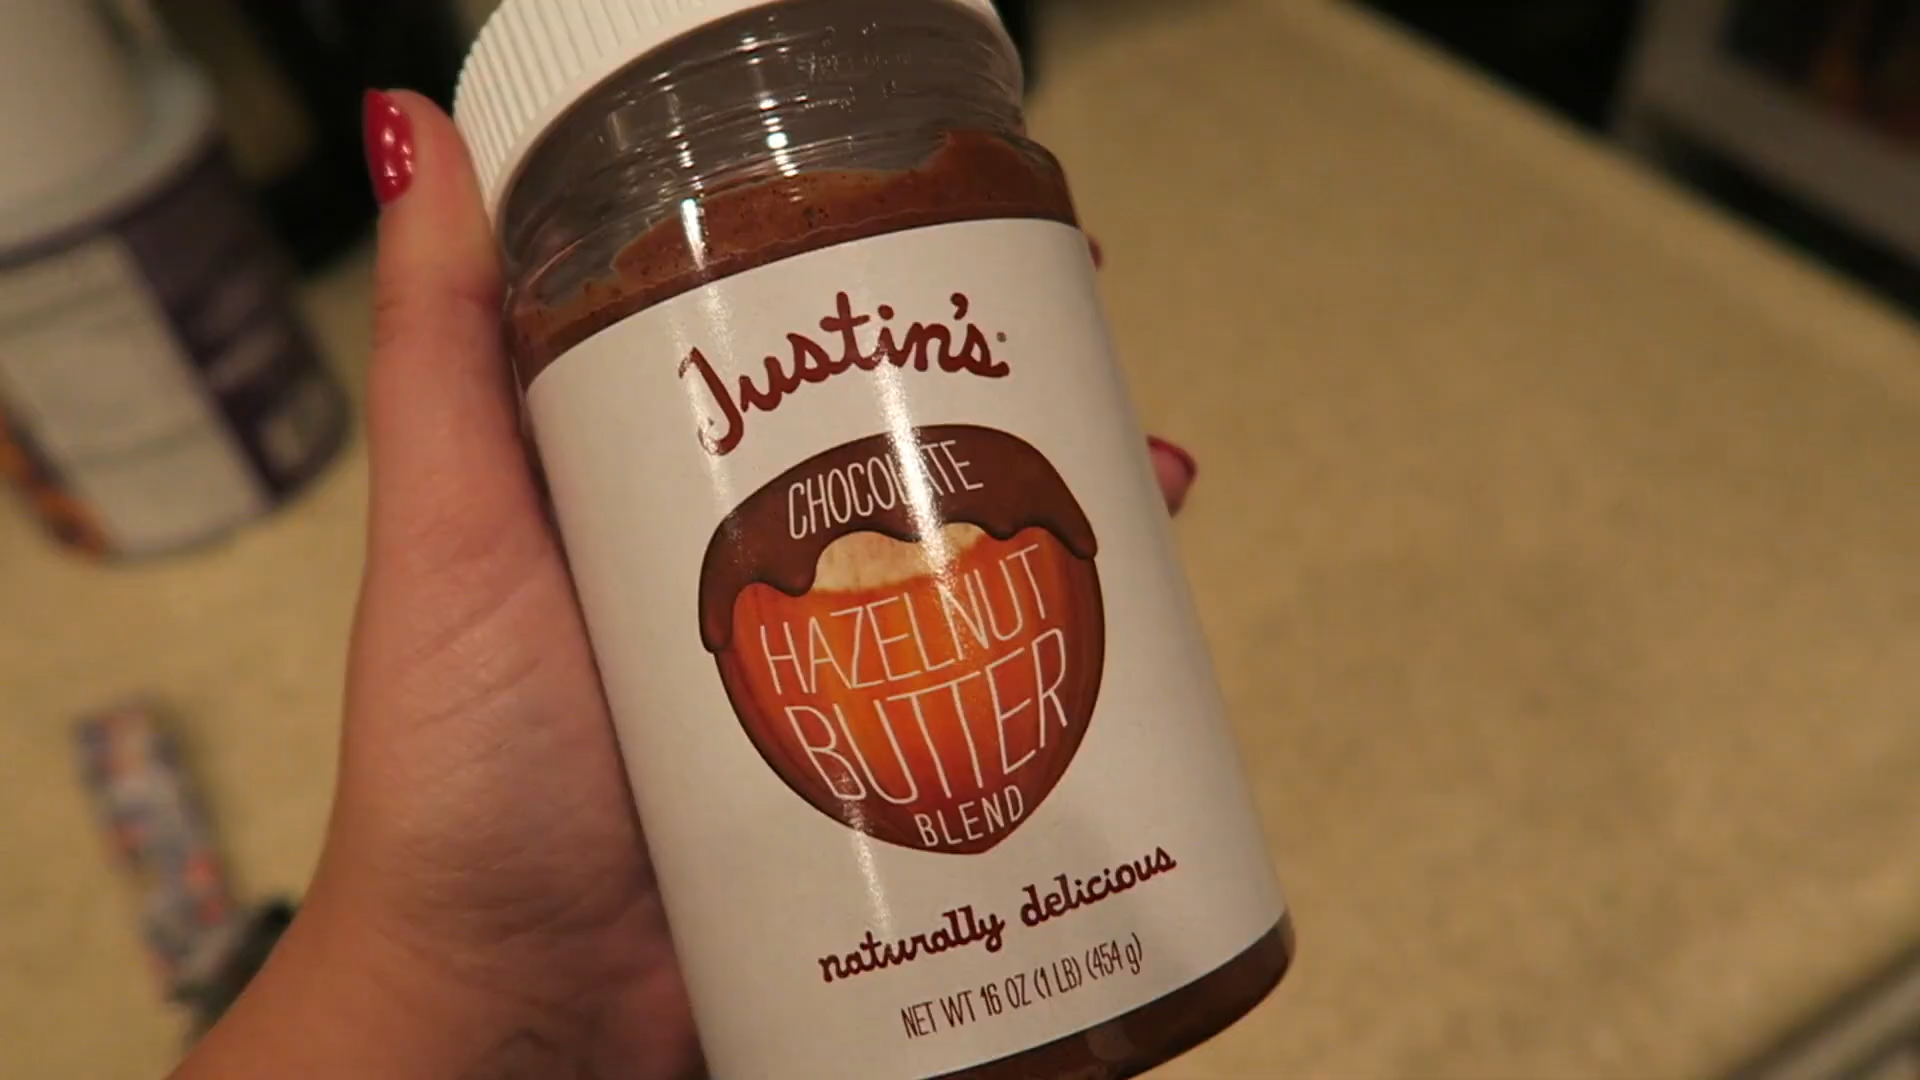 Justin's®
CHOCOLATE
HAZELNUT
BUTTER
BLEND
naturally delicious
NET WT 16 OZ (1 LB) (454 g)